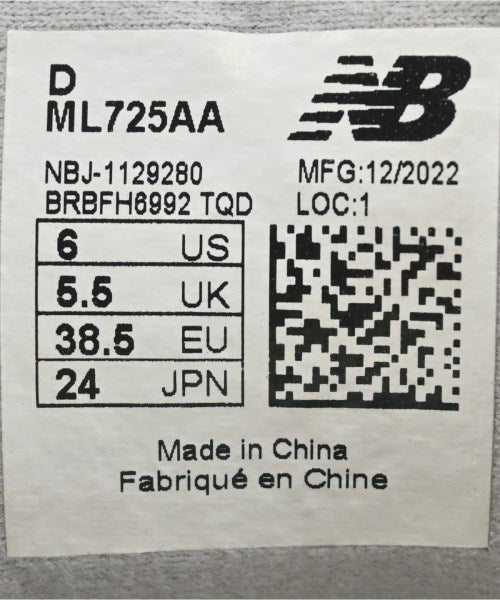 D
ML725AA
NB
NBJ-1129280
MFG:12/2022
BRBFH6992 TQD
LOC:1
6 US
5.5 UK
38.5 EU
24 JPN
Made in China
Fabriqué en Chine